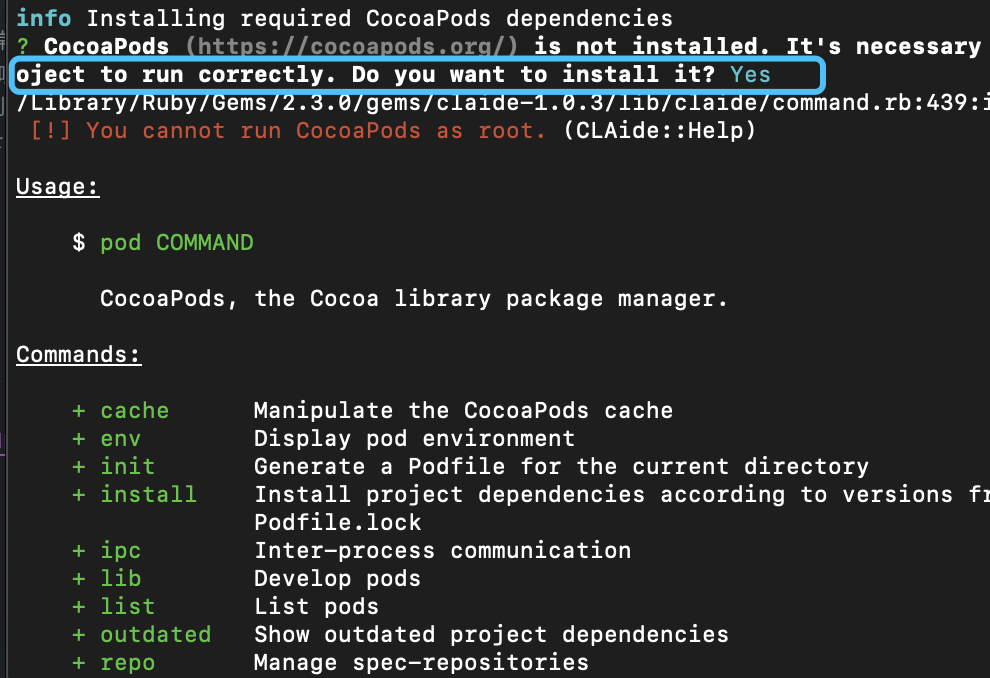 info Installing required CocoaPods dependencies
? CocoaPods (https://cocoapods.org/) is not installed. It's necessary
oject to run correctly. Do you want to install it? Yes
/Library/Ruby/Gems/2.3.0/gems/claide-1.0.3/lib/claide/command.rb:439:i
[!] You cannot run CocoaPods as root. (CLAide::Help)
Usage:
$ pod COMMAND
CocoaPods, the Cocoa library package manager.
Commands:
+ cache Manipulate the CocoaPods cache
+ env Display pod environment
+ init Generate a Podfile for the current directory
+ install Install project dependencies according to versions fr
Podfile.lock
+ ipc Inter-process communication
+ lib Develop pods
+ list List pods
+ outdated Show outdated project dependencies
+ repo Manage spec-repositories